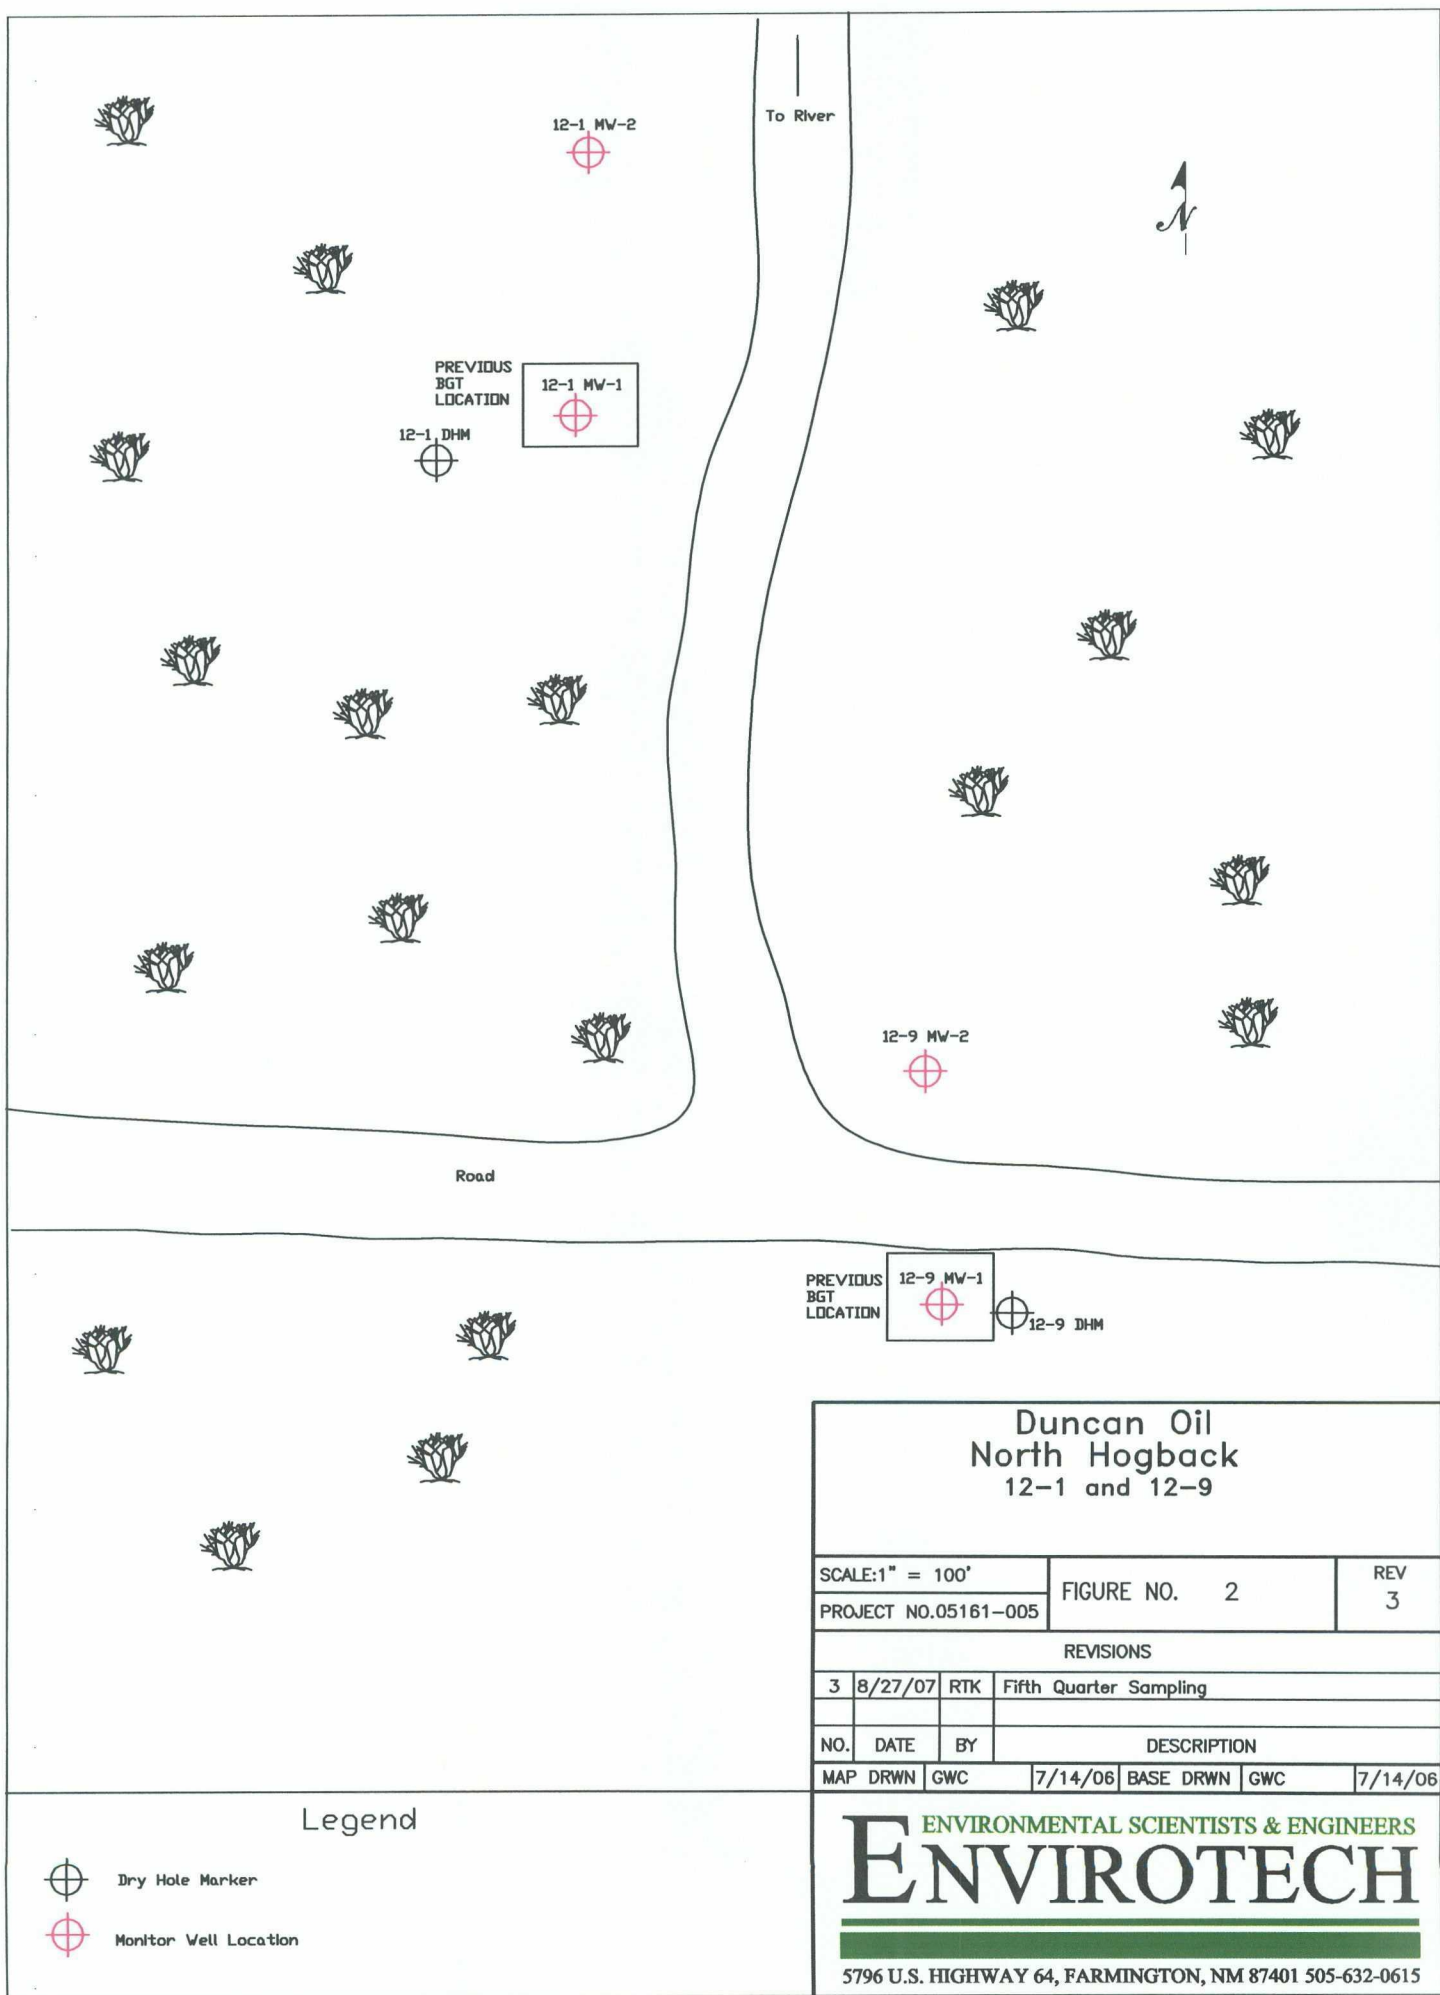 To River
12-1 MW-2
N
PREVIOUS
BGT
LOCATION
12-1 MW-1
12-1 DHM
12-9 MW-2
Road
PREVIOUS
BGT
LOCATION
12-9 MW-1
12-9 DHM
Duncan Oil
North Hogback
12-1 and 12-9
SCALE:1" = 100'
PROJECT NO.05161-005
FIGURE NO. 2
REV
3
REVISIONS
3 8/27/07 RTK Fifth Quarter Sampling
NO. DATE BY DESCRIPTION
MAP DRWN GWC 7/14/06 BASE DRWN GWC 7/14/06
Legend
Dry Hole Marker
Monitor Well Location
ENVIRONMENTAL SCIENTISTS & ENGINEERS
ENVIROTECH
5796 U.S. HIGHWAY 64, FARMINGTON, NM 87401 505-632-0615